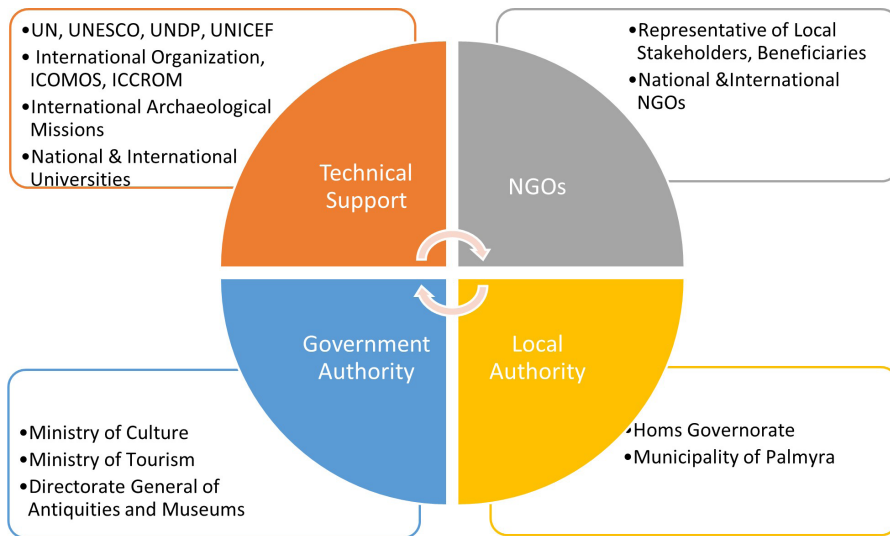 •UN, UNESCO, UNDP, UNICEF
• International Organization,
ICOMOS, ICCROM
•International Archaeological
Missions
•National & International
Universities
•Representative of Local
Stakeholders, Beneficiaries
•National &International
NGOs
Technical
Support
NGOs
Government
Authority
Local
Authority
•Ministry of Culture
•Ministry of Tourism
•Directorate General of
Antiquities and Museums
•Homs Governorate
•Municipality of Palmyra